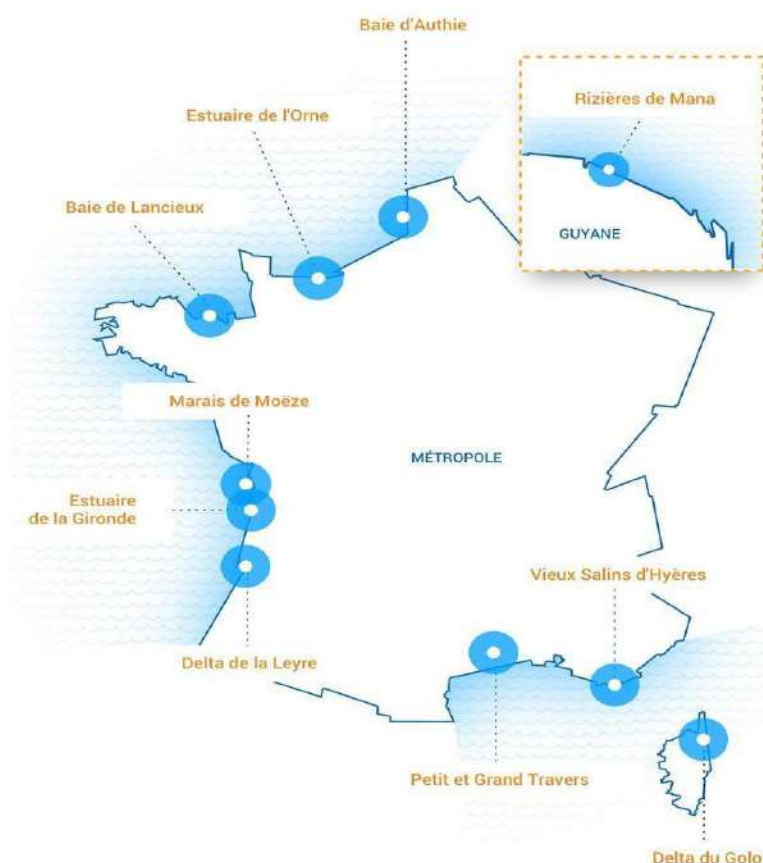 Baie d'Authie
Rizières de Mana
Estuaire de l'Orne
Baie de Lancieux
GUYANE
Marais de Moëze
MÉTROPOLE
Estuaire
de la Gironde
Vieux Salins d'Hyères
Delta de la Leyre
Petit et Grand Travers
Delta du Golo